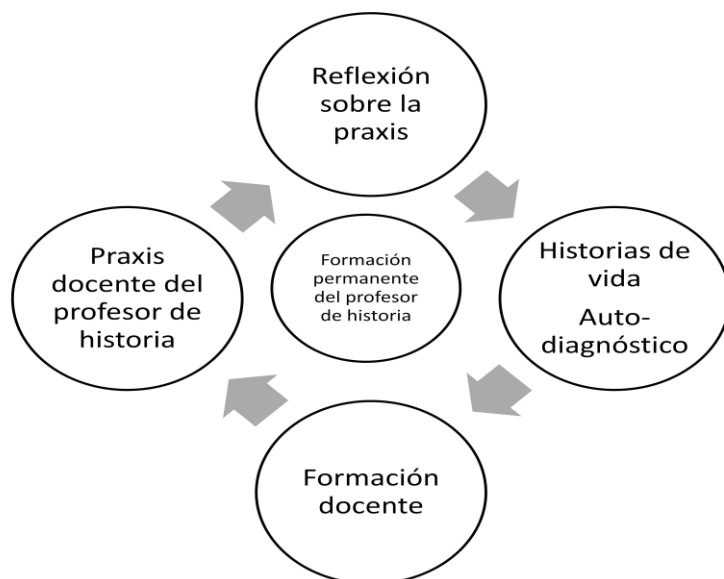 Reflexión
sobre la
praxis
Praxis
docente del
profesor de
historia
Formación
permanente
del profesor
de historia
Historias de
vida
Auto-
diagnóstico
Formación
docente